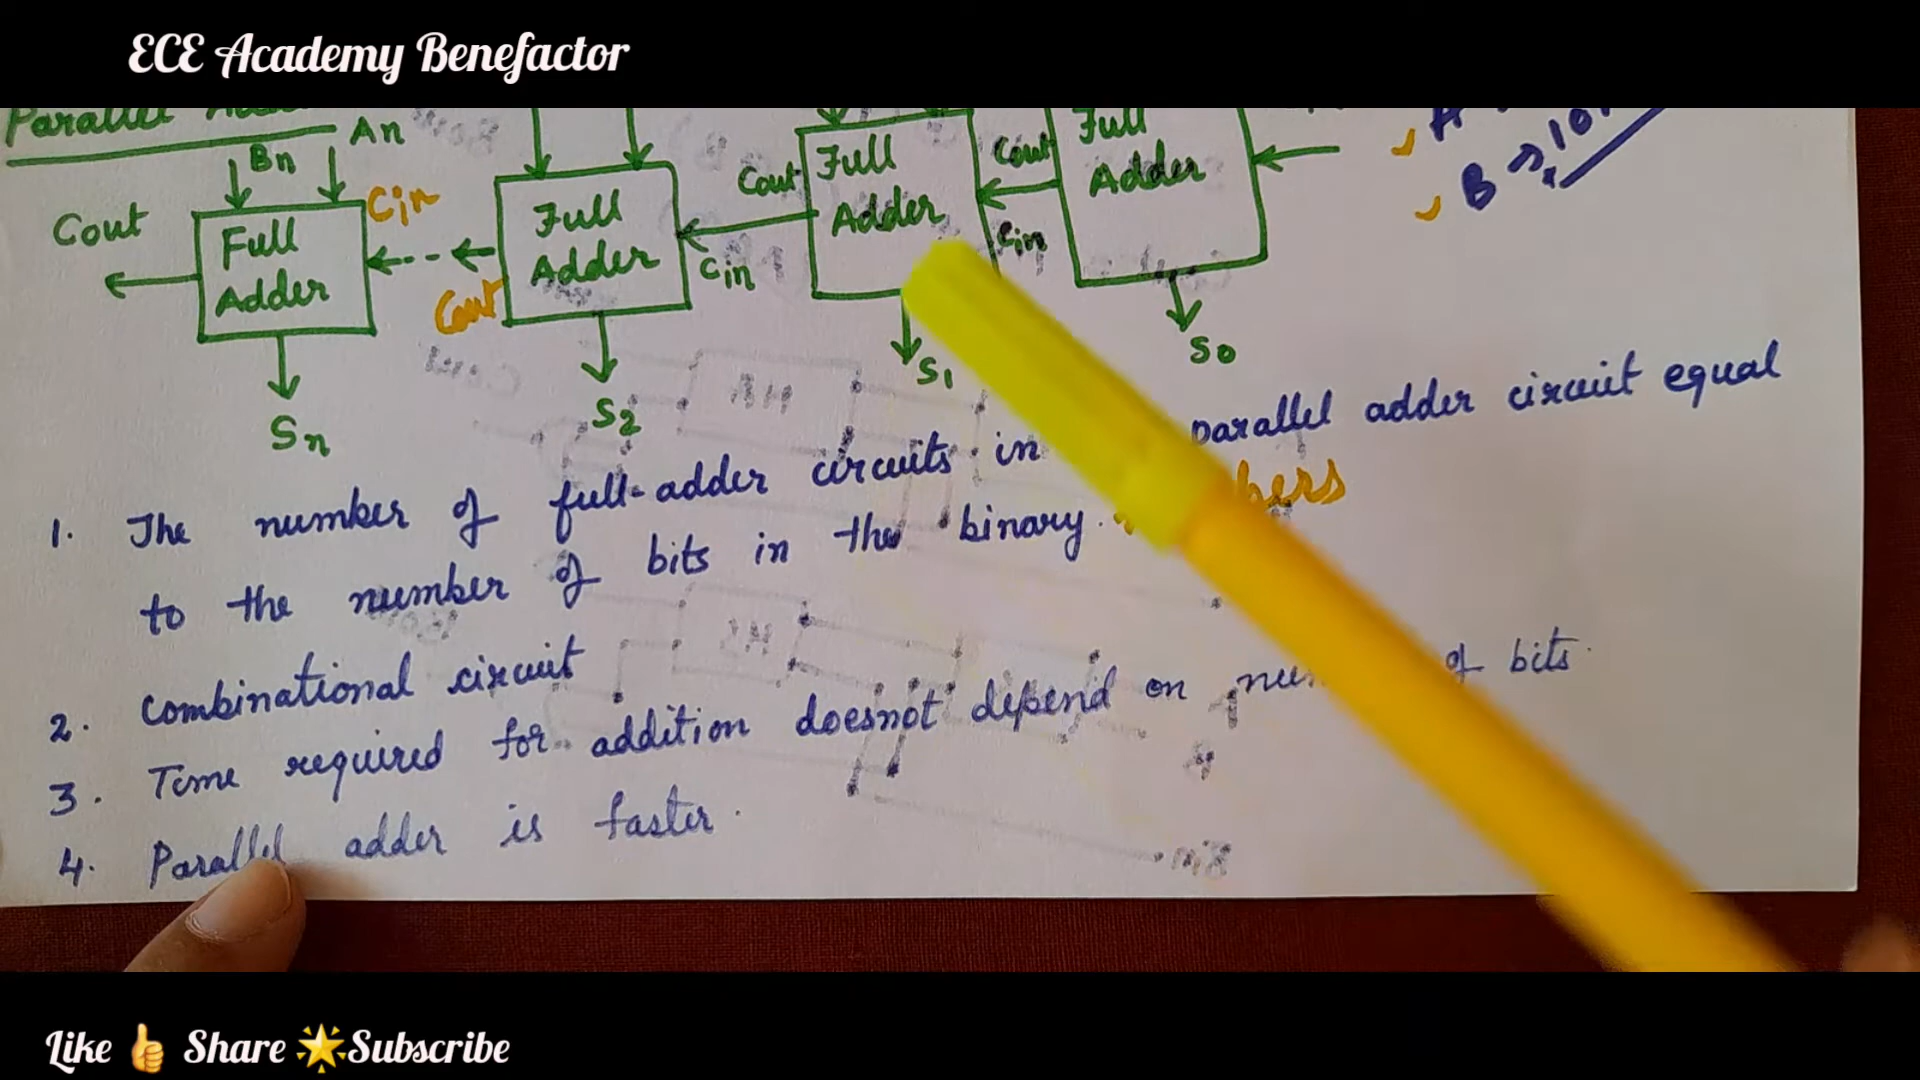 ECE Academy Benefactor
Parallel
Bn An
Cout
Full
Adder
Cin
Cout
Sn
Full
Adder
S2
Cout
Cin
Full
Adder
S1
Cout
Cin
Full
Adder
S0
B → 101
1. The number of full-adder circuits in parallel adder circuit equal
to the number of bits in the binary
2. Combinational circuit
3. Time required for addition doesnot depend on of bits.
4. Parallel adder is faster.
Like 👍 Share 🌟Subscribe